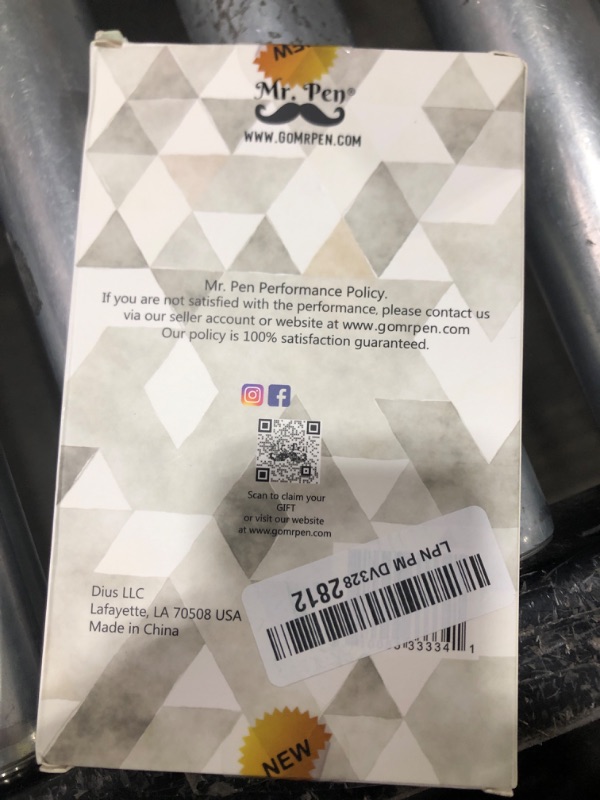 NEW
Mr. Pen®
WWW.GOMRPEN.COM
Mr. Pen Performance Policy.
If you are not satisfied with the performance, please contact us
via our seller account or website at www.gomrpen.com
Our policy is 100% satisfaction guaranteed.
Scan to claim your
GIFT
or visit our website
at www.gomrpen.com
LPN PM DV328 2812
Dius LLC
Lafayette, LA 70508 USA
Made in China
33334 1
NEW